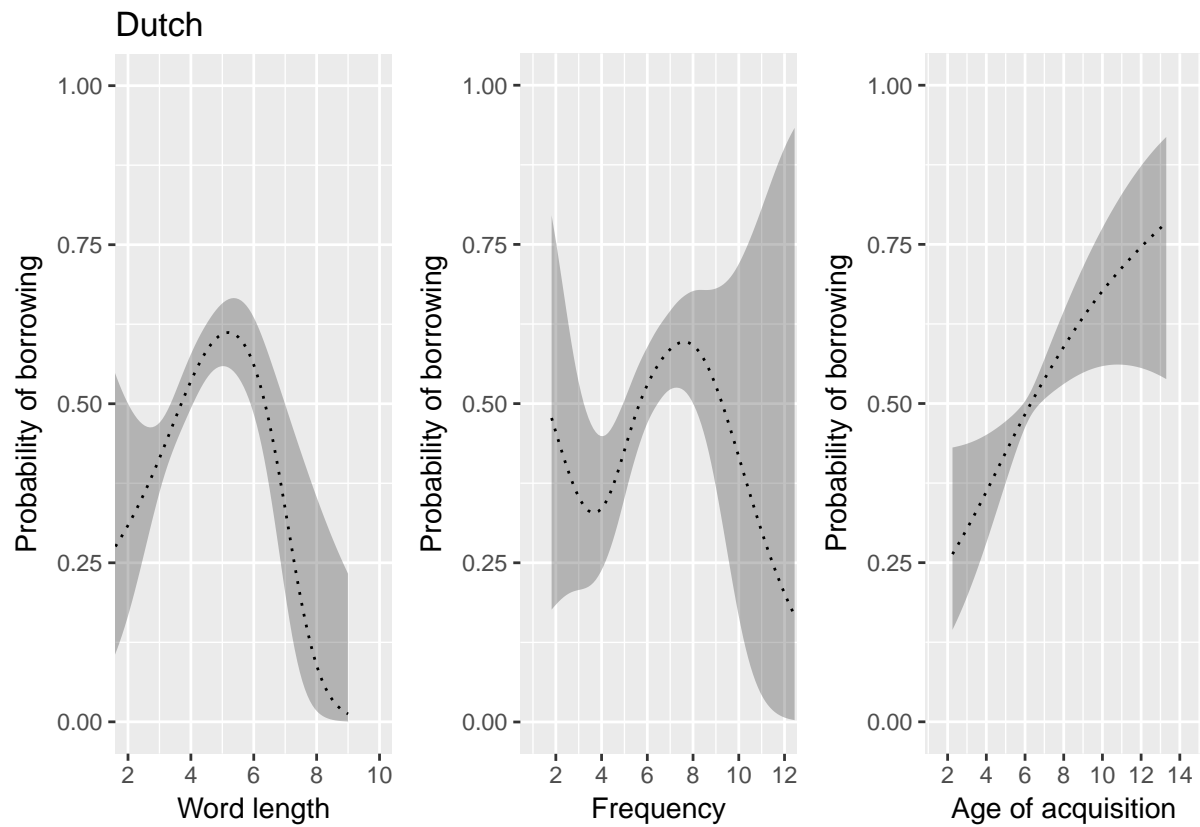 Dutch
1.00
0.75
0.50
0.25
0.00
Probability of borrowing
2 4 6 8 10
Word length
1.00
0.75
0.50
0.25
0.00
Probability of borrowing
2 4 6 8 10 12
Frequency
1.00
0.75
0.50
0.25
0.00
Probability of borrowing
2 4 6 8 10 12 14
Age of acquisition